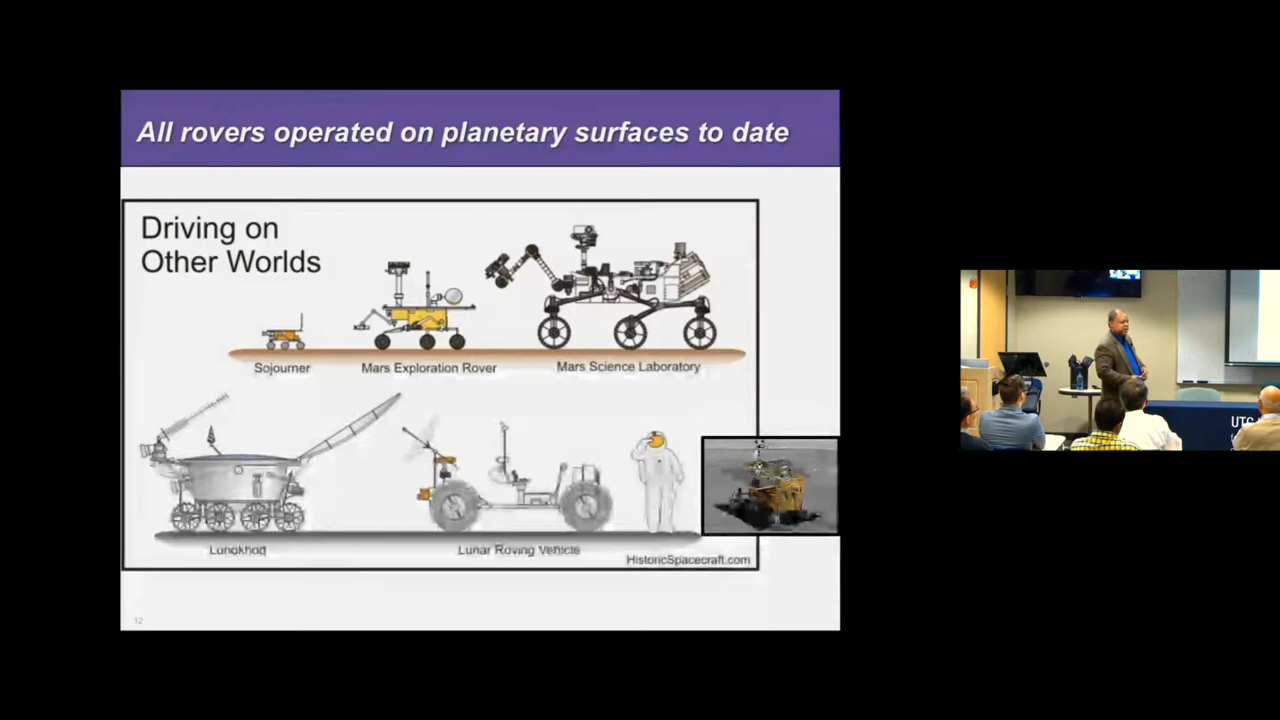 All rovers operated on planetary surfaces to date
Driving on
Other Worlds
Sojourner
Mars Exploration Rover
Mars Science Laboratory
Lunokhod
Lunar Roving Vehicle
HistoricSpacecraft.com
12